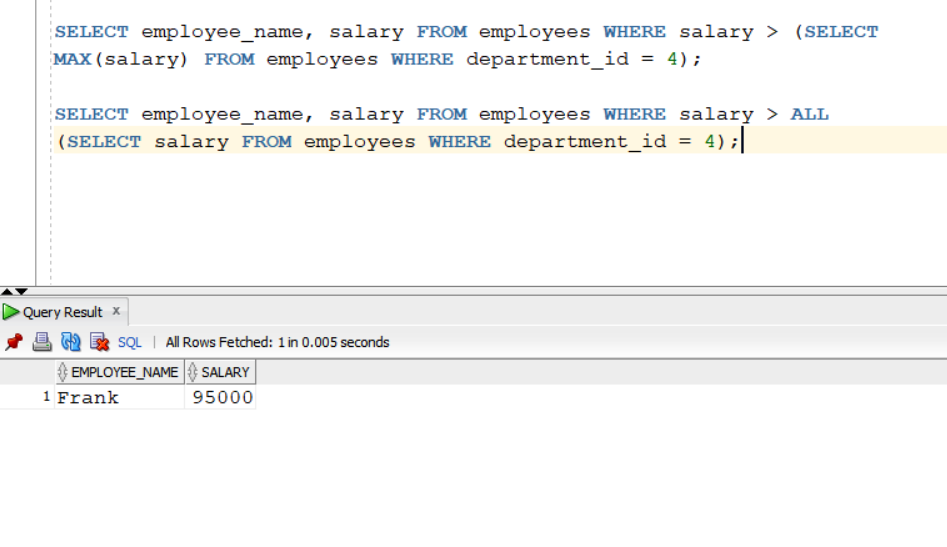 SELECT employee_name, salary FROM employees WHERE salary > (SELECT
MAX(salary) FROM employees WHERE department_id = 4);
SELECT employee_name, salary FROM employees WHERE salary > ALL
(SELECT salary FROM employees WHERE department_id = 4);
Query Result x
SQL | All Rows Fetched: 1 in 0.005 seconds
EMPLOYEE_NAME SALARY
1 Frank 95000